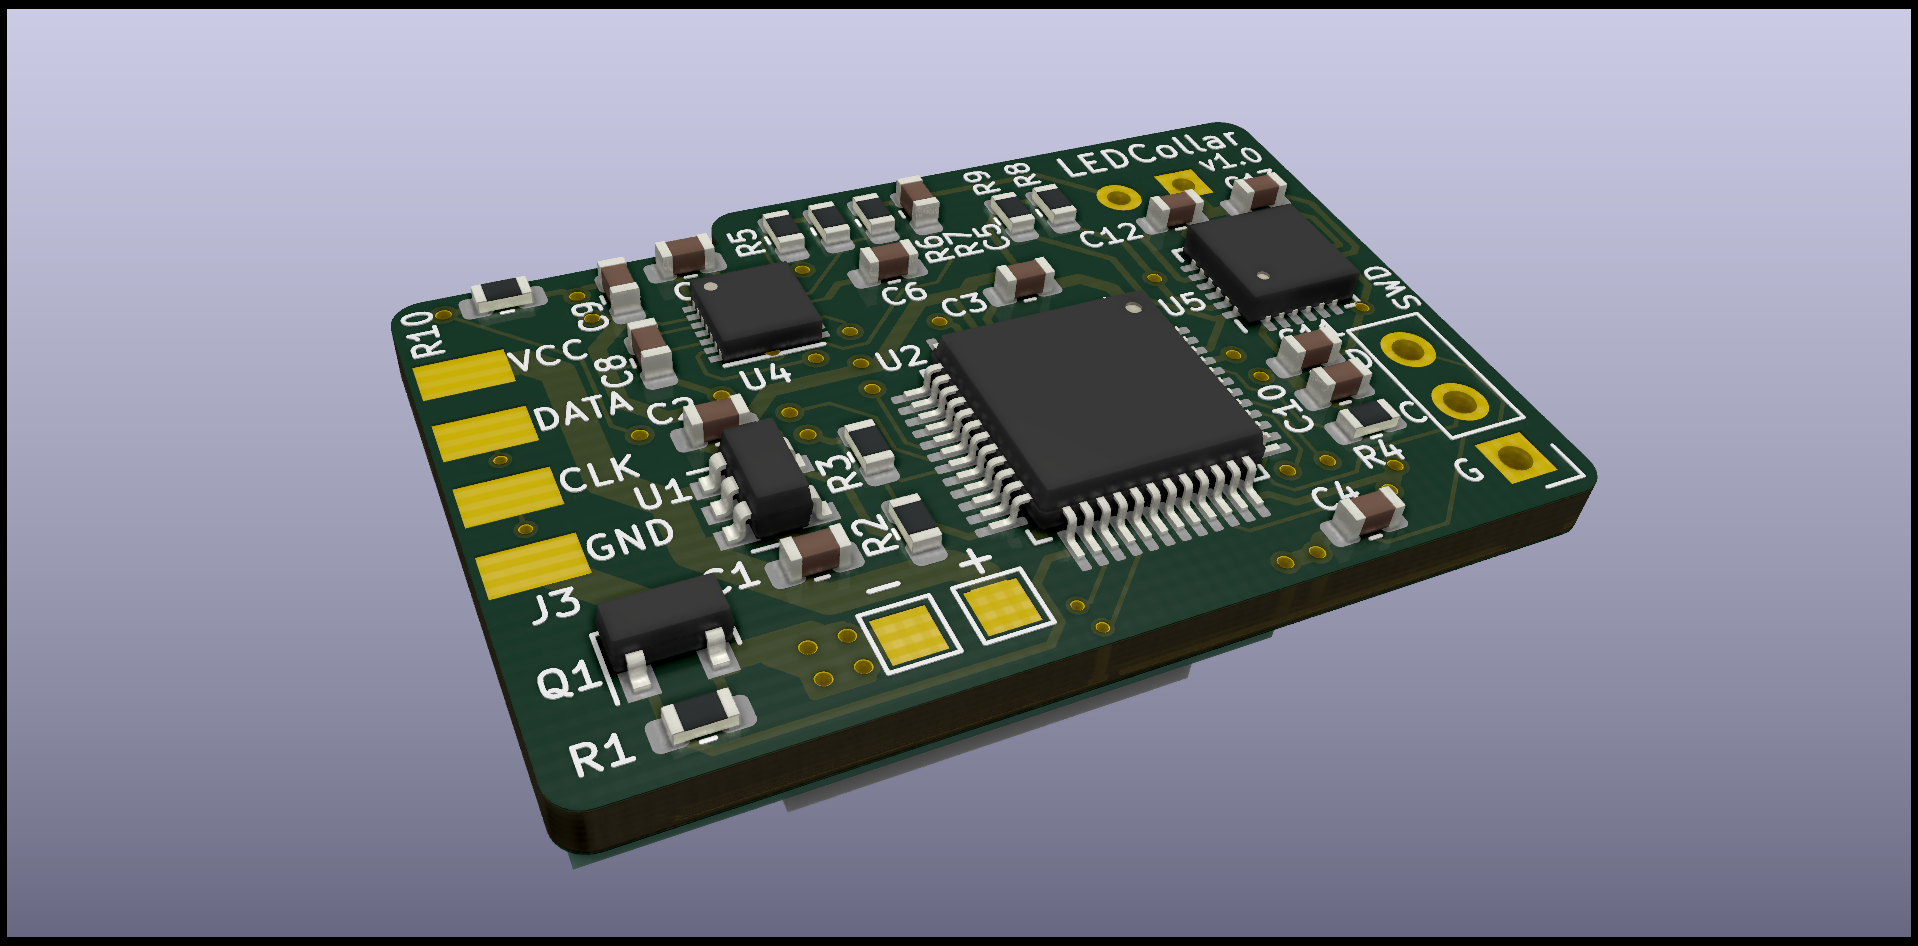 LEDCollar
v1.0
R9
R8
R5
R6
R7
C5
C12
C6
C3
U5
SWD
R10
C9
VCC
C8
U4
U2
D
DATA
C2
C10
C
R4
G
CLK
U1
R3
C4
GND
R2
C1
+
−
J3
Q1
R1